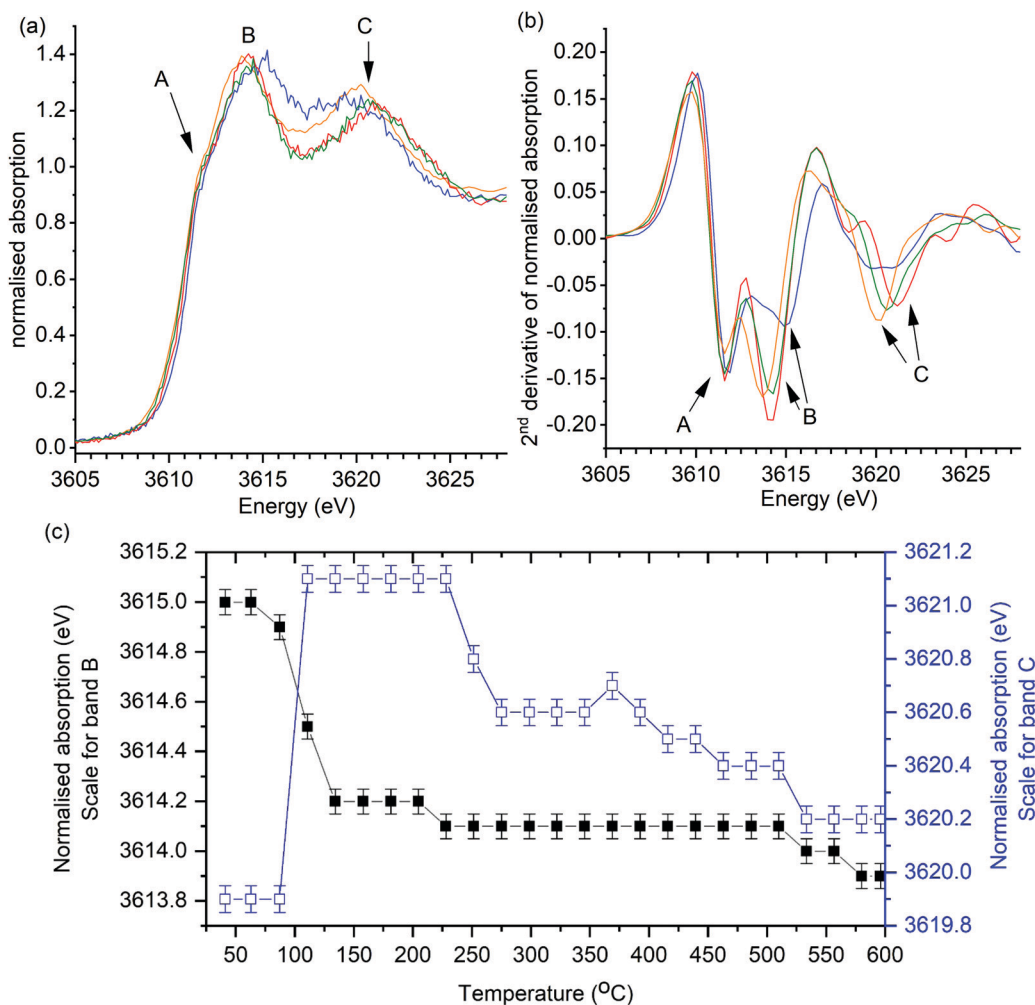 (a)
B
C
A
1.4
1.2
1.0
0.8
0.6
0.4
0.2
0.0
normalised absorption
3605 3610 3615 3620 3625
Energy (eV)
(b)
0.20
0.15
0.10
0.05
0.00
-0.05
-0.10
-0.15
-0.20
2nd derivative of normalised absorption
A
B
C
3605 3610 3615 3620 3625
Energy (eV)
(c)
3615.2
3615.0
3614.8
3614.6
3614.4
3614.2
3614.0
3613.8
Normalised absorption (eV)
Scale for band B
3621.2
3621.0
3620.8
3620.6
3620.4
3620.2
3620.0
3619.8
Normalised absorption (eV)
Scale for band C
50 100 150 200 250 300 350 400 450 500 550 600
Temperature (OC)